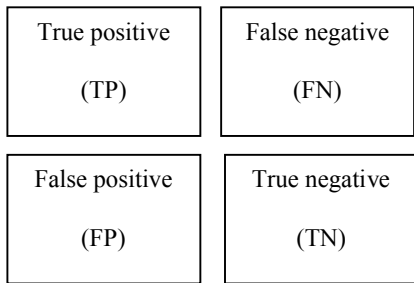 True positive
(TP)
False negative
(FN)
False positive
(FP)
True negative
(TN)